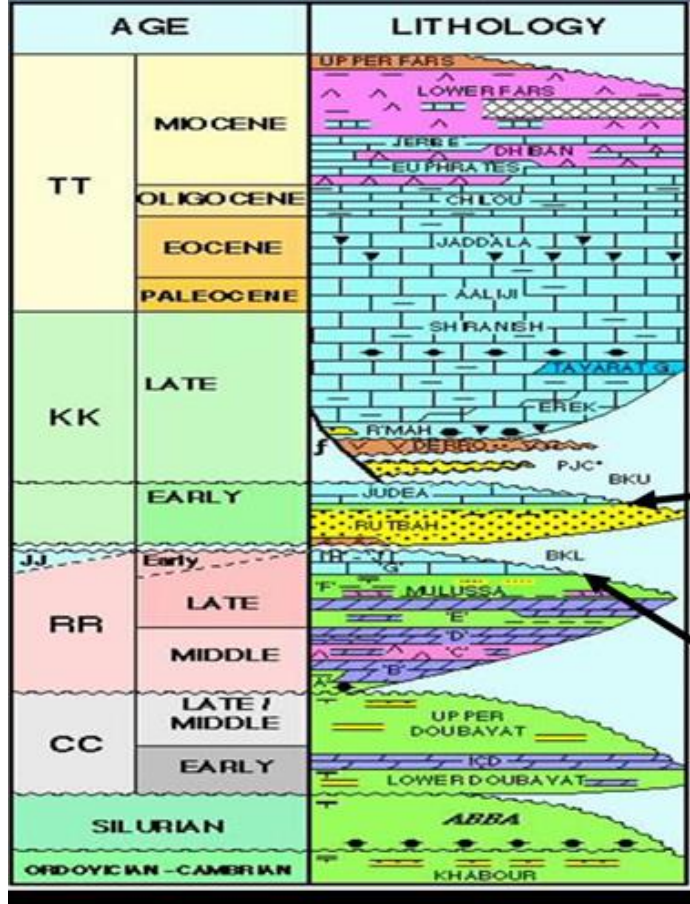 AGE
LITHOLOGY
TT
MIOCENE
OLIGOCENE
EOCENE
PALEOCENE
KK
LATE
EARLY
JJ
Early
RR
LATE
MIDDLE
CC
LATE /
MIDDLE
EARLY
SILURIAN
ORDOVICIAN - CAMBRIAN
UPPER FARS
LOWER FARS
JERIBE
DHIBAN
EUPHRATES
CHILOU
JADDALA
AALIJI
SHIRANISH
TAYARAT G.
EREK
R'MAH
f
DERRO
PJC*
BKU
JUDEA
RUTBAH
BKL
'G'
'F'
MULUSSA
'E'
'D'
'C'
'B'
'A'
UPPER
DOUBAYAT
ICD
LOWER DOUBAYAT
ABBA
KHABOUR